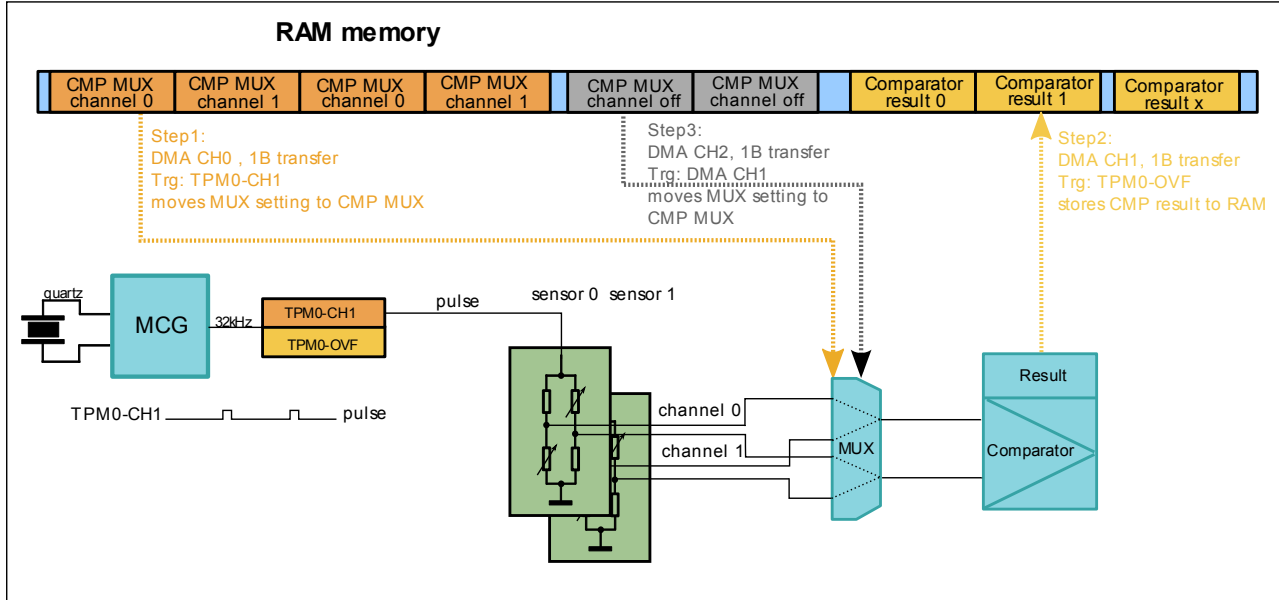 RAM memory
CMP MUX
channel 0
CMP MUX
channel 1
CMP MUX
channel 0
CMP MUX
channel 1
CMP MUX
channel off
CMP MUX
channel off
Comparator
result 0
Comparator
result 1
Comparator
result x
Step1:
DMA CH0 , 1B transfer
Trg: TPM0-CH1
moves MUX setting to CMP MUX
Step3:
DMA CH2, 1B transfer
Trg: DMA CH1
moves MUX setting to
CMP MUX
Step2:
DMA CH1, 1B transfer
Trg: TPM0-OVF
stores CMP result to RAM
quartz
MCG
32kHz
TPM0-CH1
TPM0-OVF
pulse
sensor 0 sensor 1
TPM0-CH1
pulse
channel 0
channel 1
MUX
Result
Comparator